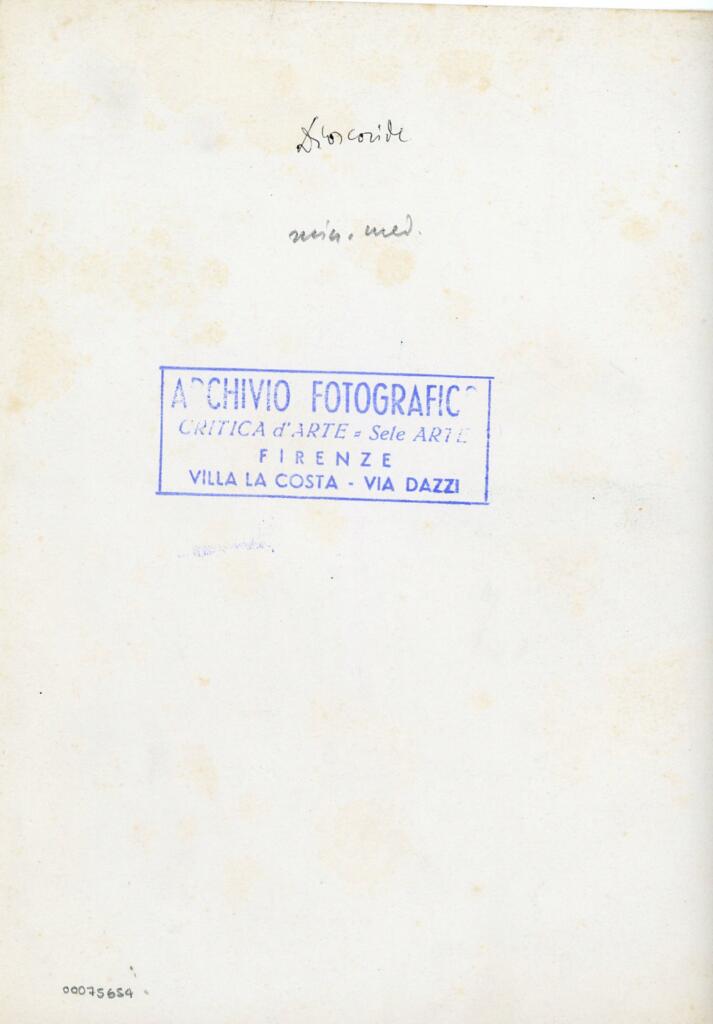 Dioscoride
min. med.
ARCHIVIO FOTOGRAFICO
CRITICA d'ARTE = Sele ARTE
FIRENZE
VILLA LA COSTA - VIA DAZZI
00075654